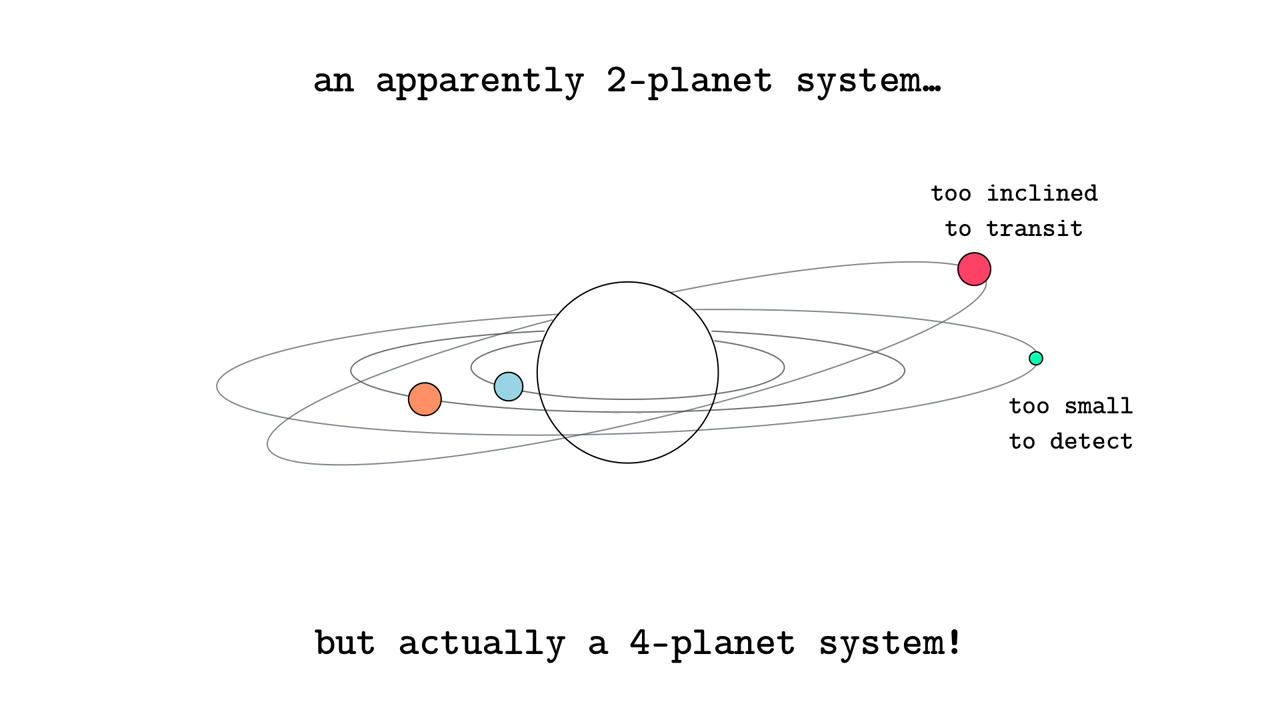 an apparently 2-planet system…
too inclined
to transit
too small
to detect
but actually a 4-planet system!